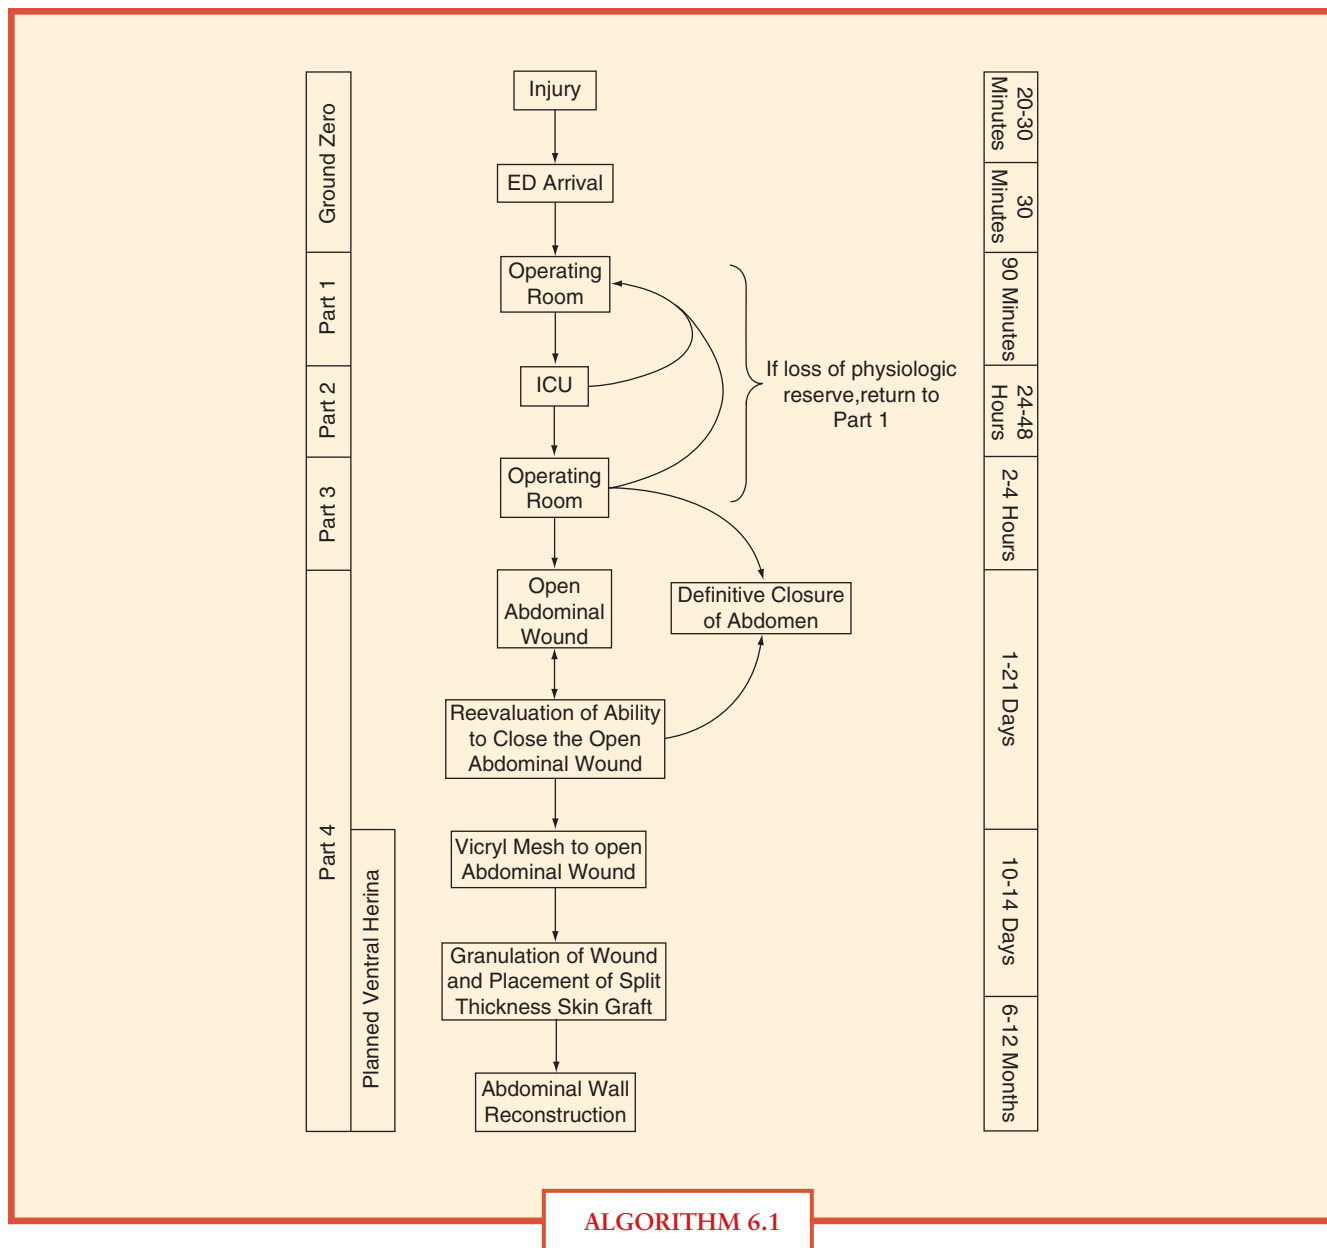 Ground Zero
Part 1
Part 2
Part 3
Part 4
Planned Ventral Herina
Injury
ED Arrival
Operating
Room
ICU
Operating
Room
Open
Abdominal
Wound
Reevaluation of Ability
to Close the Open
Abdominal Wound
Vicryl Mesh to open
Abdominal Wound
Granulation of Wound
and Placement of Split
Thickness Skin Graft
Abdominal Wall
Reconstruction
Definitive Closure
of Abdomen
If loss of physiologic
reserve,return to
Part 1
20-30
Minutes
30
Minutes
90 Minutes
24-48
Hours
2-4 Hours
1-21 Days
10-14 Days
6-12 Months
ALGORITHM 6.1